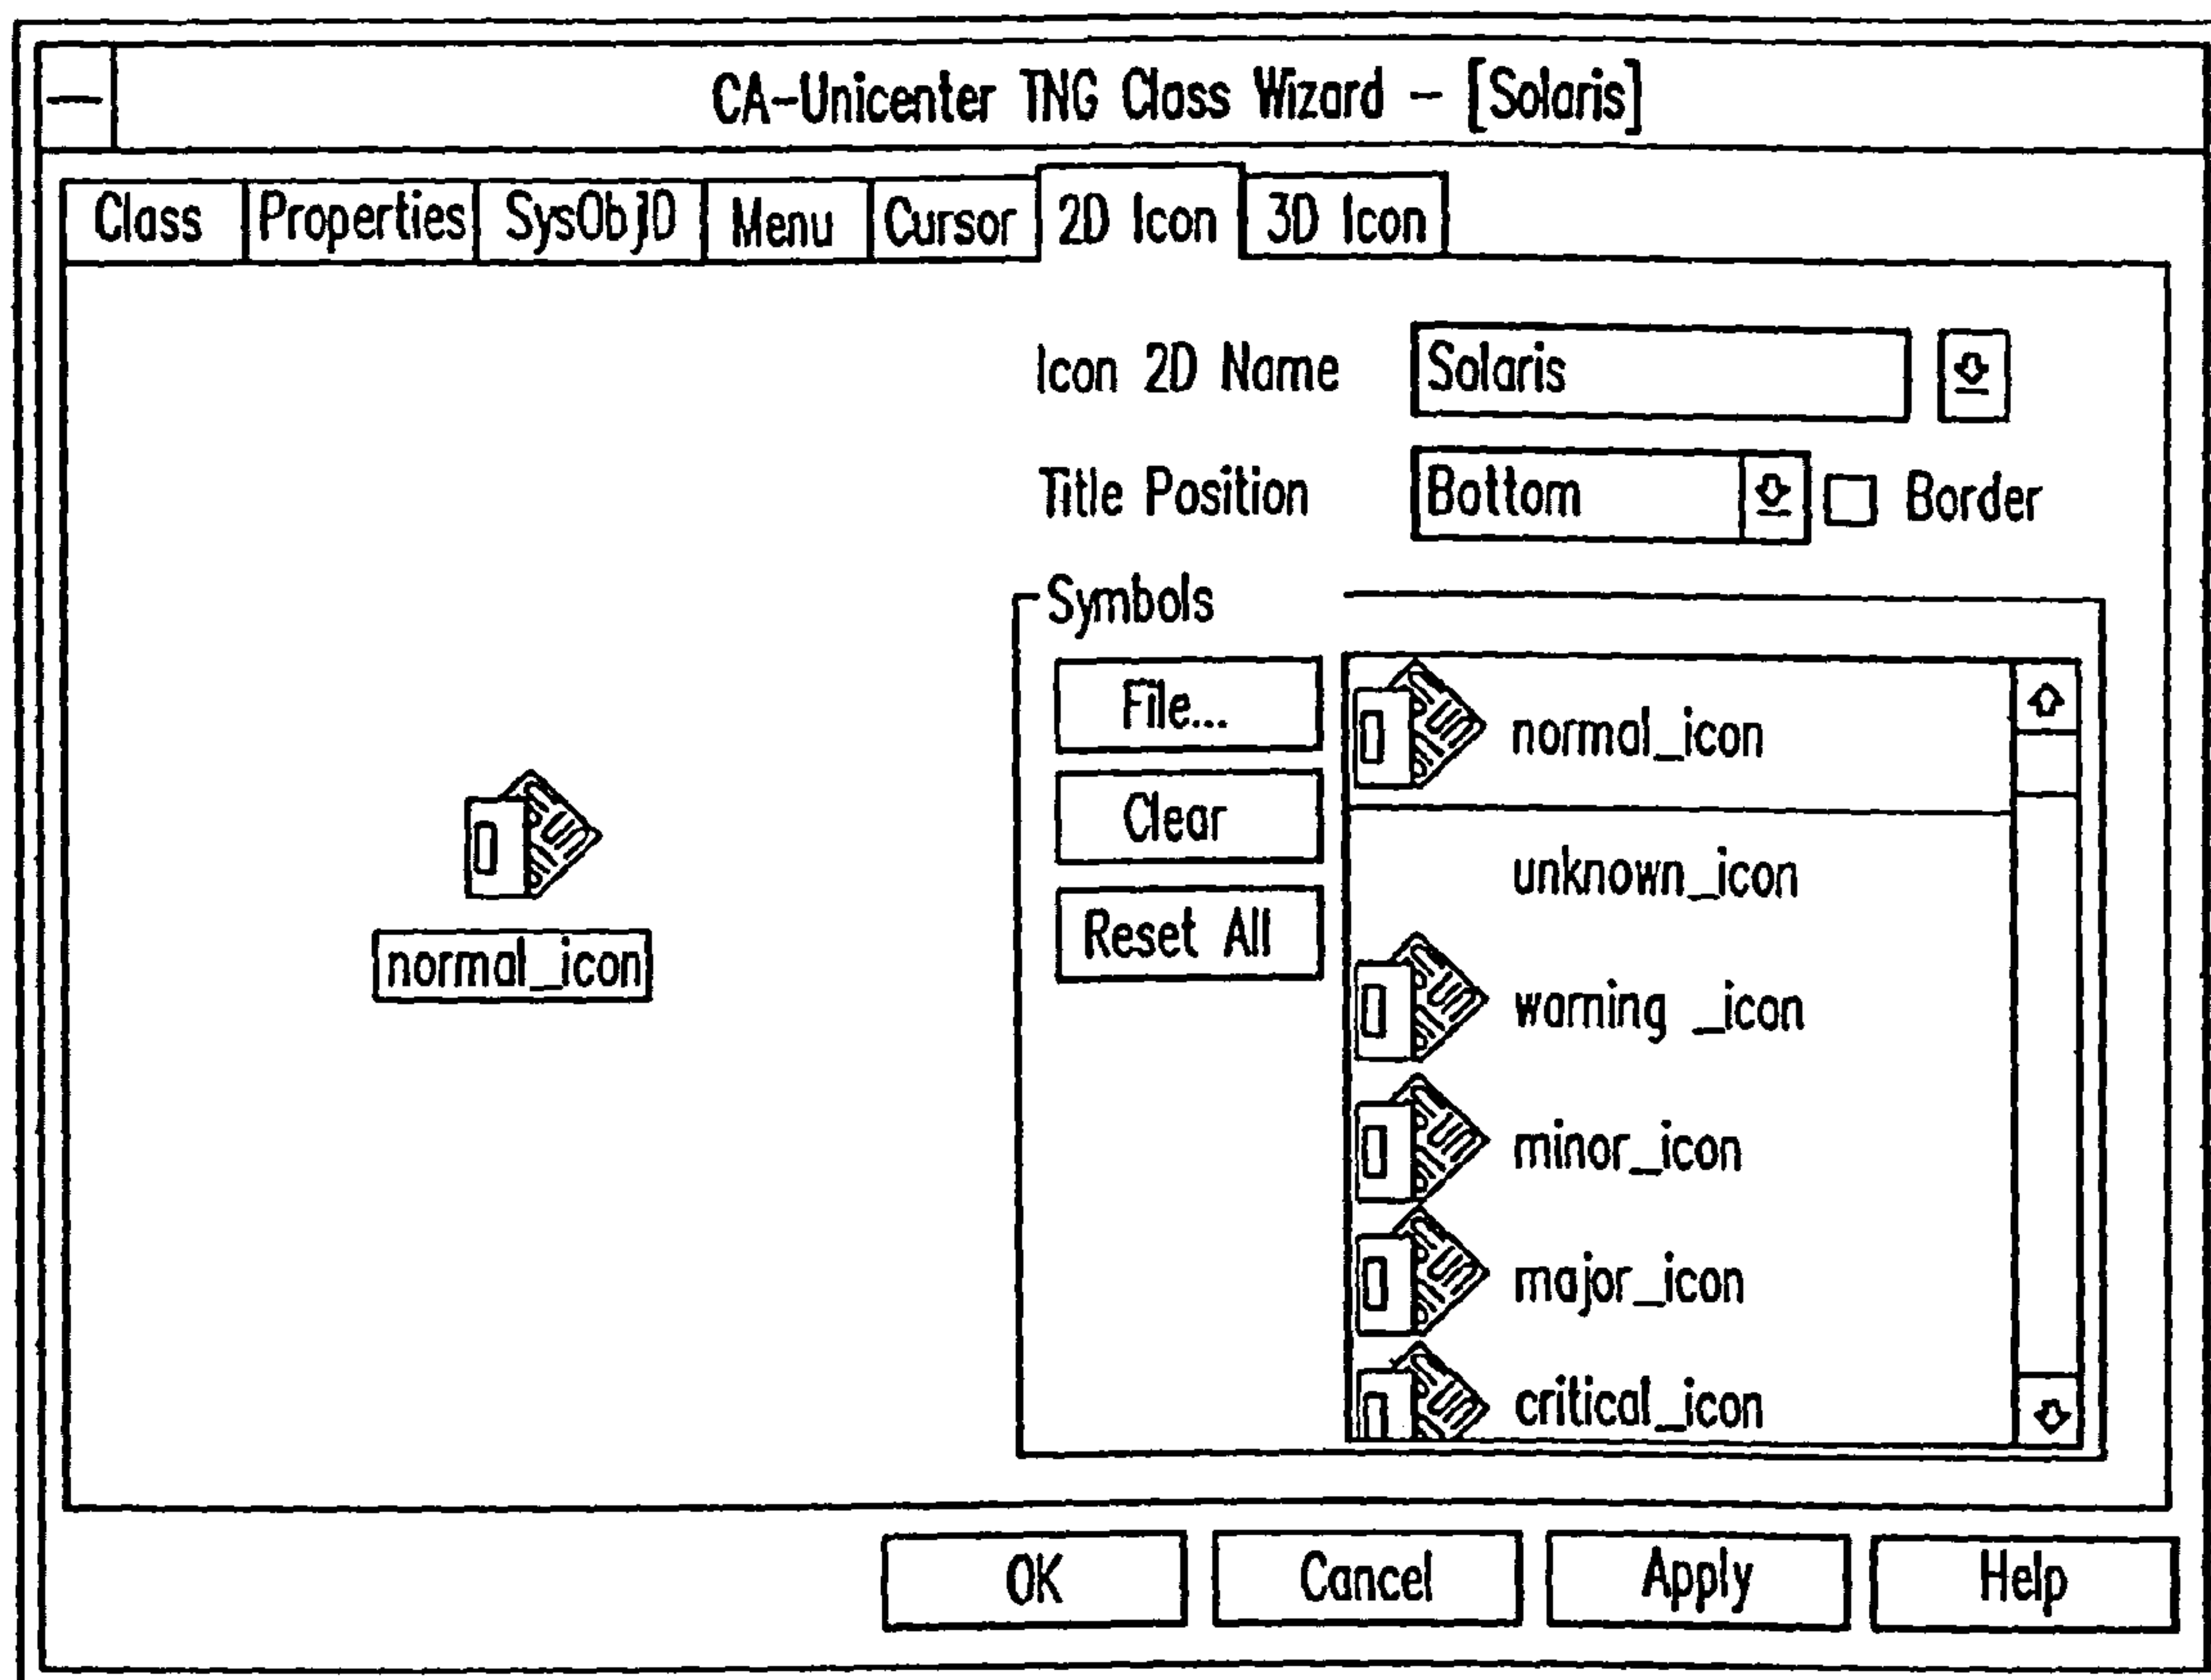 CA-Unicenter TNG Class Wizard - [Solaris]
Class Properties SysObjID Menu Cursor 2D Icon 3D Icon
Icon 2D Name Solaris
Title Position Bottom Border
Symbols
File... normal_icon
Clear
unknown_icon
Reset All
normal_icon
warning _icon
minor_icon
major_icon
critical_icon
OK Cancel Apply Help